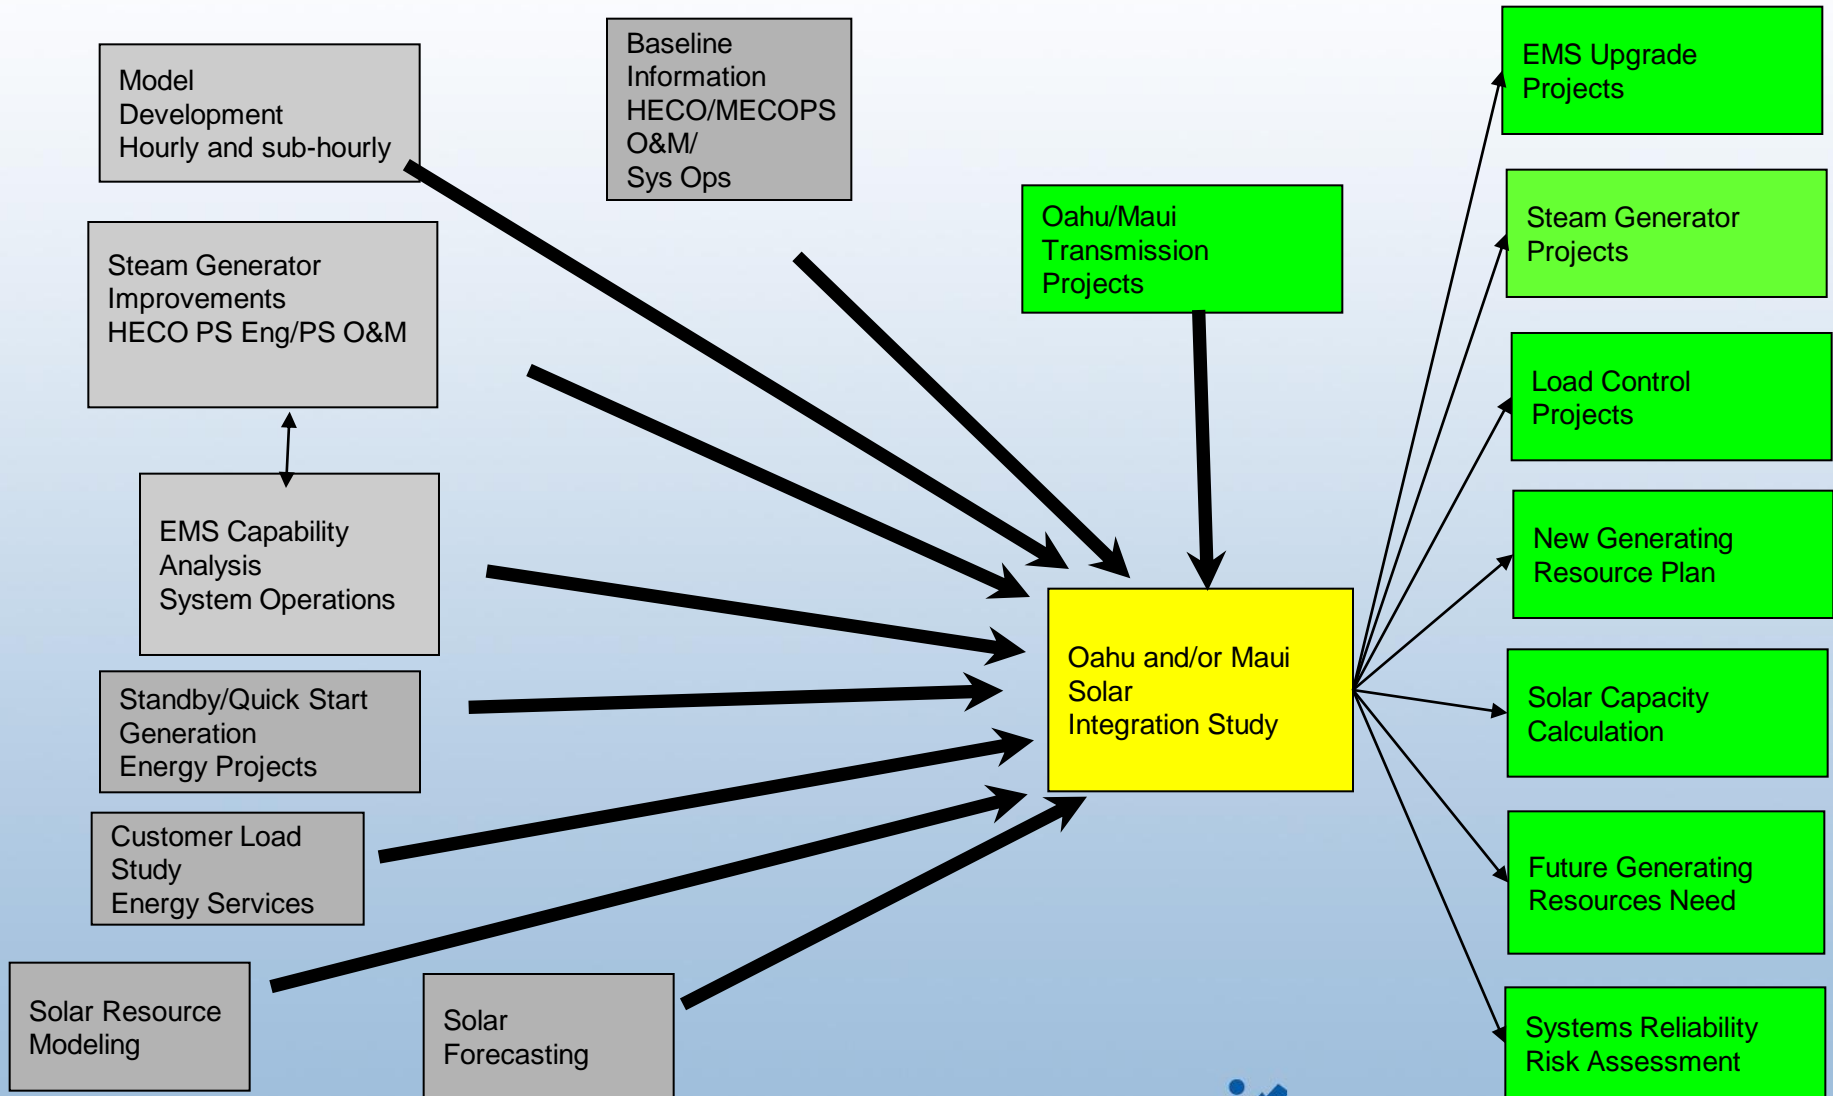 Model
Development
Hourly and sub-hourly
Baseline
Information
HECO/MECOPS
O&M/
Sys Ops
EMS Upgrade
Projects
Steam Generator
Improvements
HECO PS Eng/PS O&M
Oahu/Maui
Transmission
Projects
Steam Generator
Projects
Load Control
Projects
EMS Capability
Analysis
System Operations
New Generating
Resource Plan
Standby/Quick Start
Generation
Energy Projects
Oahu and/or Maui
Solar
Integration Study
Solar Capacity
Calculation
Customer Load
Study
Energy Services
Future Generating
Resources Need
Solar Resource
Modeling
Solar
Forecasting
Systems Reliability
Risk Assessment